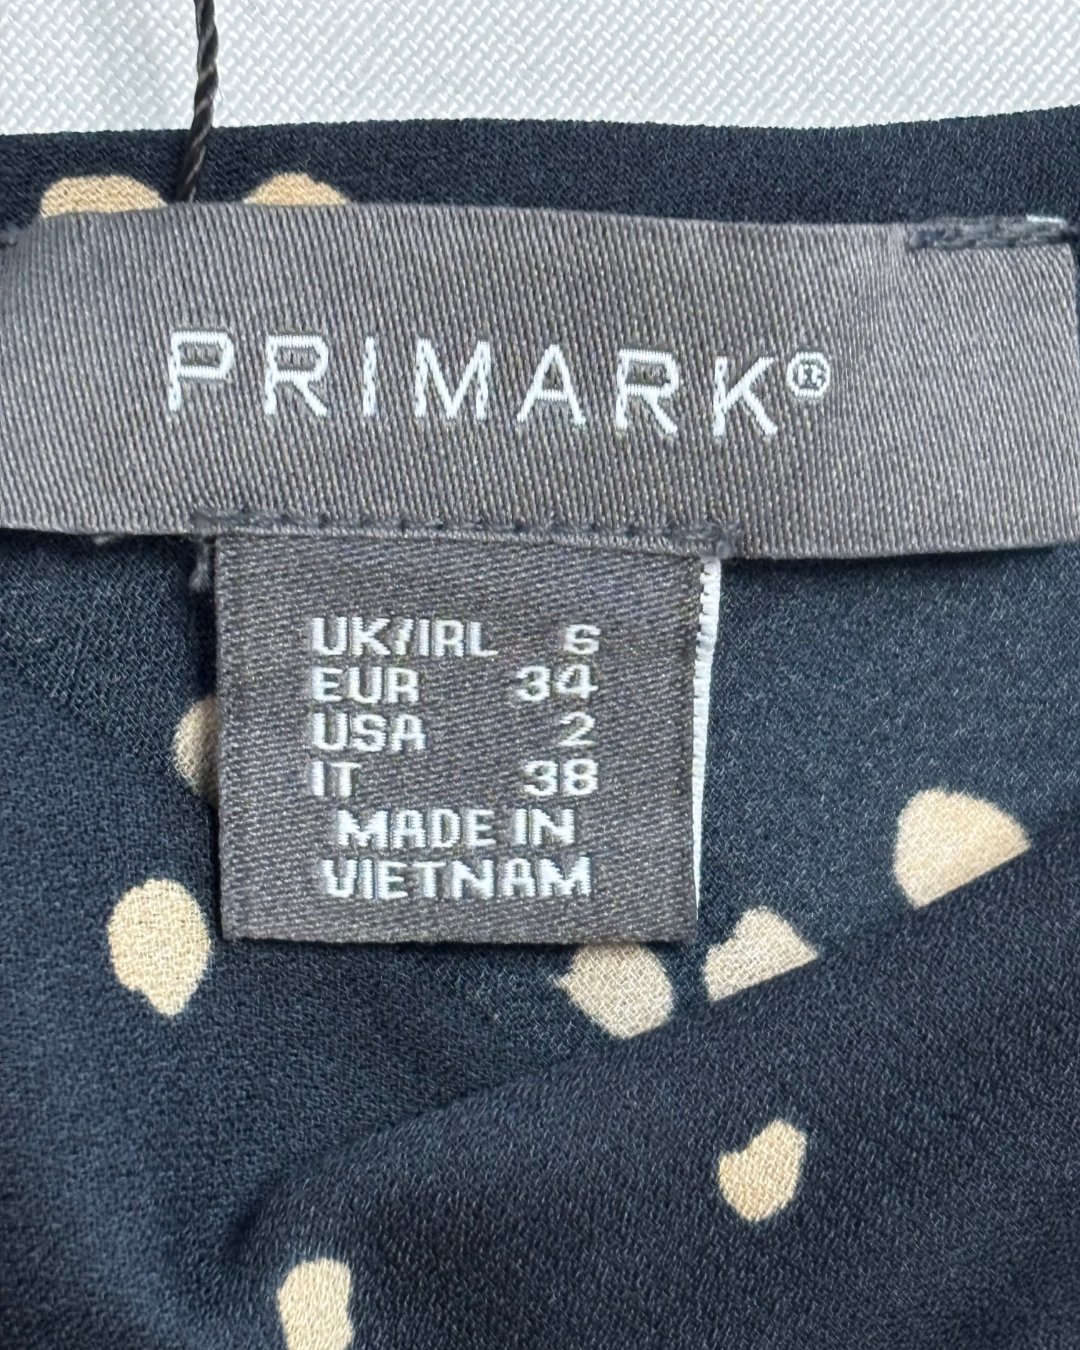 PRIMARK®
UK/IRL 6
EUR 34
USA 2
IT 38
MADE IN
VIETNAM